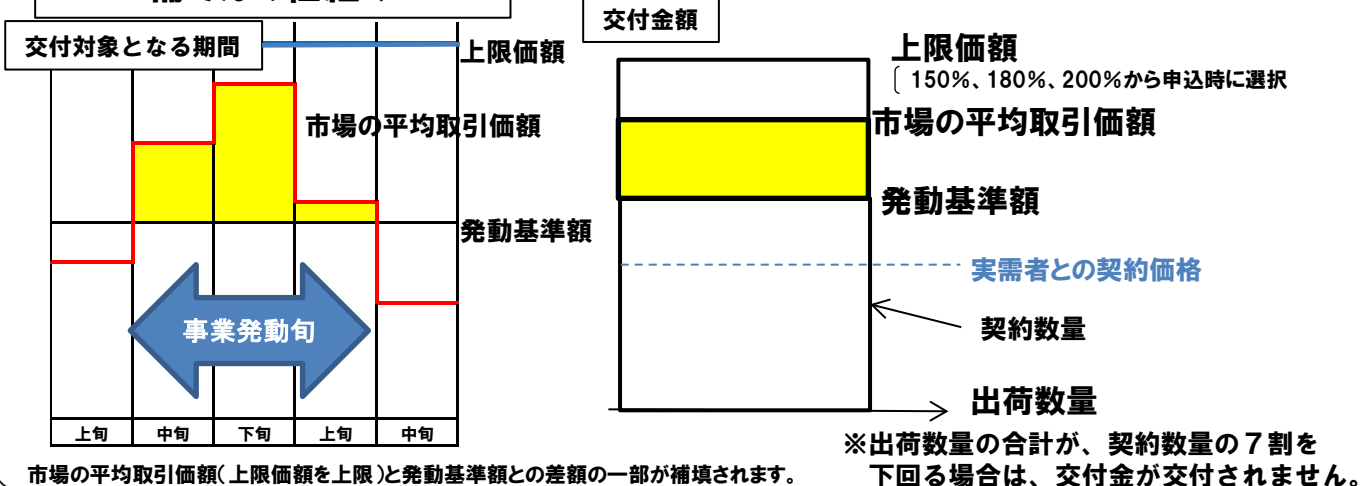 交付対象となる期間
上限価額
市場の平均取引価額
発動基準額
事業発動旬
上旬 中旬 下旬 上旬 中旬
市場の平均取引価額(上限価額を上限)と発動基準額との差額の一部が補填されます。
交付金額
上限価額
150%、180%、200%から申込時に選択
市場の平均取引価額
発動基準額
実需者との契約価格
契約数量
出荷数量
※出荷数量の合計が、契約数量の7割を
下回る場合は、交付金が交付されません。